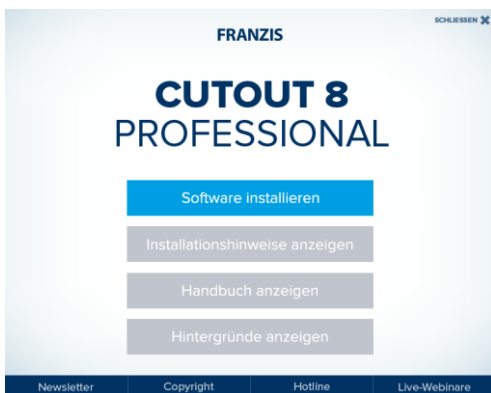 SCHLIESSEN
FRANZIS
CUTOUT 8
PROFESSIONAL
Software installieren
Installationshinweise anzeigen
Handbuch anzeigen
Hintergründe anzeigen
Newsletter Copyright Hotline Live-Webinare